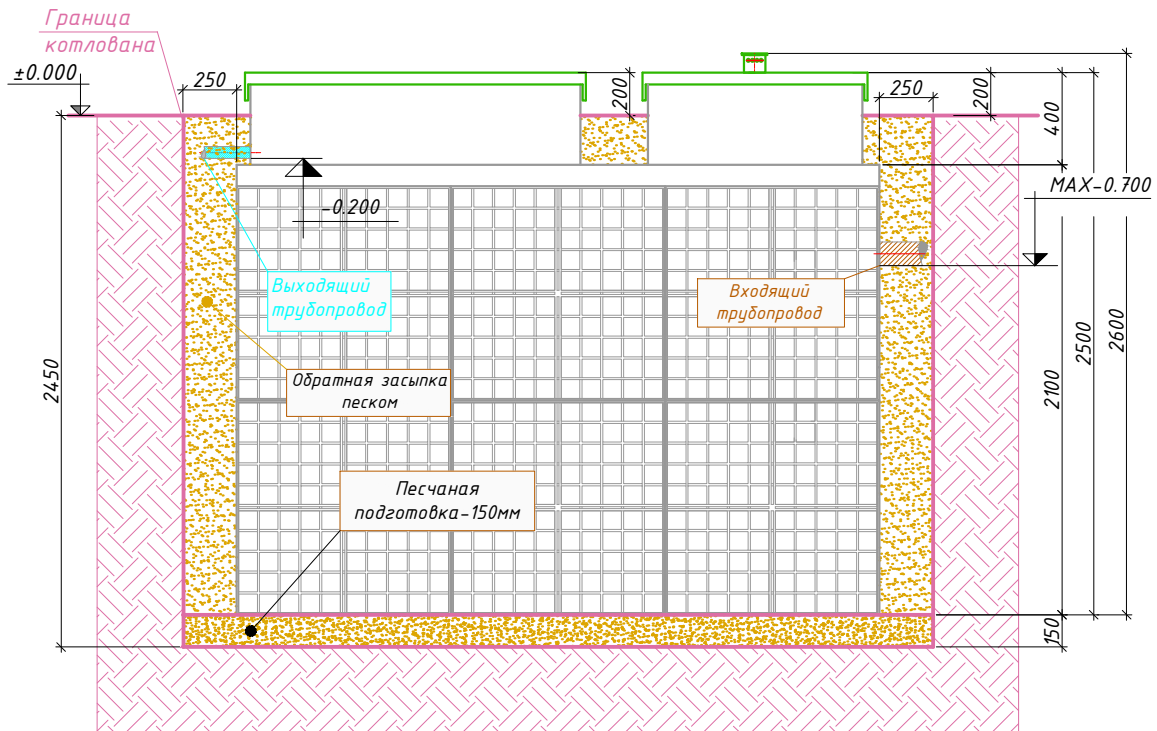 Граница
котлована
±0.000
250
200
250
200
400
MAX-0.700
-0.200
Выходящий
трубопровод
Входящий
трубопровод
2450
Обратная засыпка
песком
2100
2500
2600
Песчаная
подготовка-150мм
150